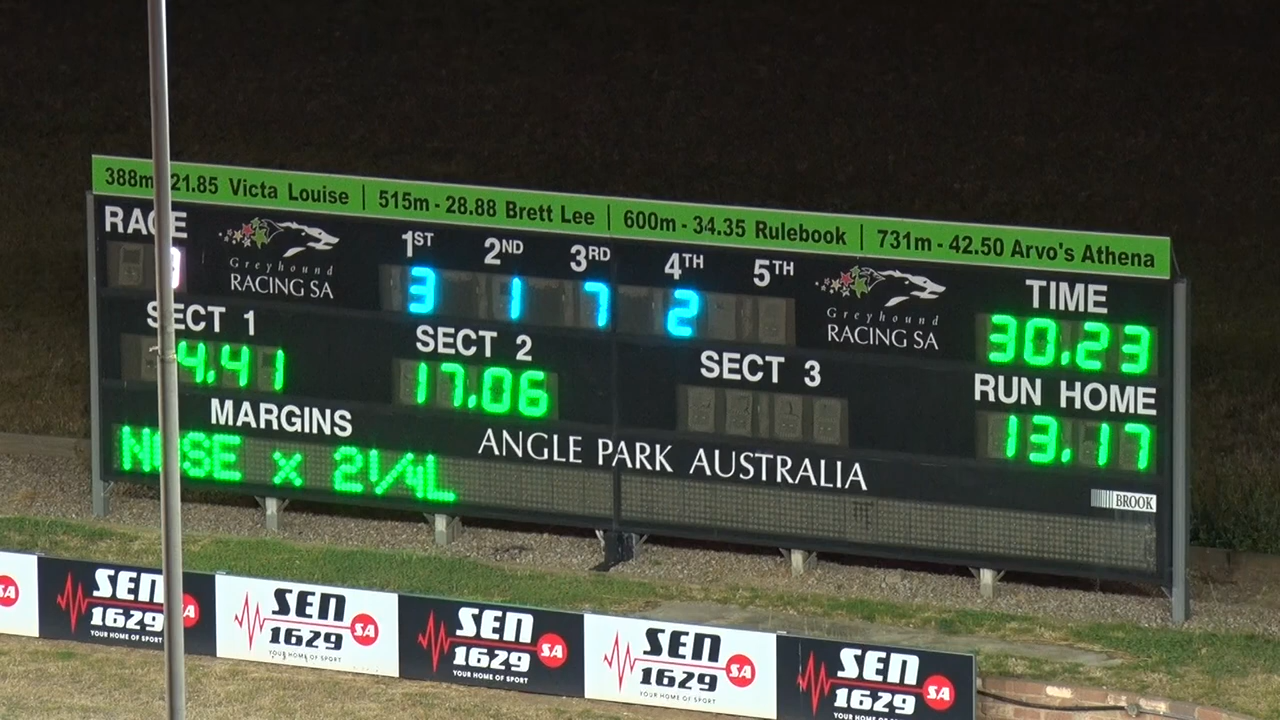 388m 21.85 Victa Louise | 515m - 28.88 Brett Lee | 600m - 34.35 Rulebook | 731m - 42.50 Arvo's Athena
RACE
Greyhound
RACING SA
1ST 2ND 3RD 4TH 5TH
3 1 7 2
Greyhound
RACING SA
TIME
30.23
SECT 1
4.41
SECT 2
17.06
SECT 3
RUN HOME
13.17
MARGINS
NOSE x 2 1/4L
ANGLE PARK AUSTRALIA
BROOK
SA
SEN
1629
SA
YOUR HOME OF SPORT
SEN
1629
SA
YOUR HOME OF SPORT
SEN
1629
SA
YOUR HOME OF SPORT
SEN
1629
SA
YOUR HOME OF SPORT
SEN
1629
SA
YOUR HOME OF SPORT